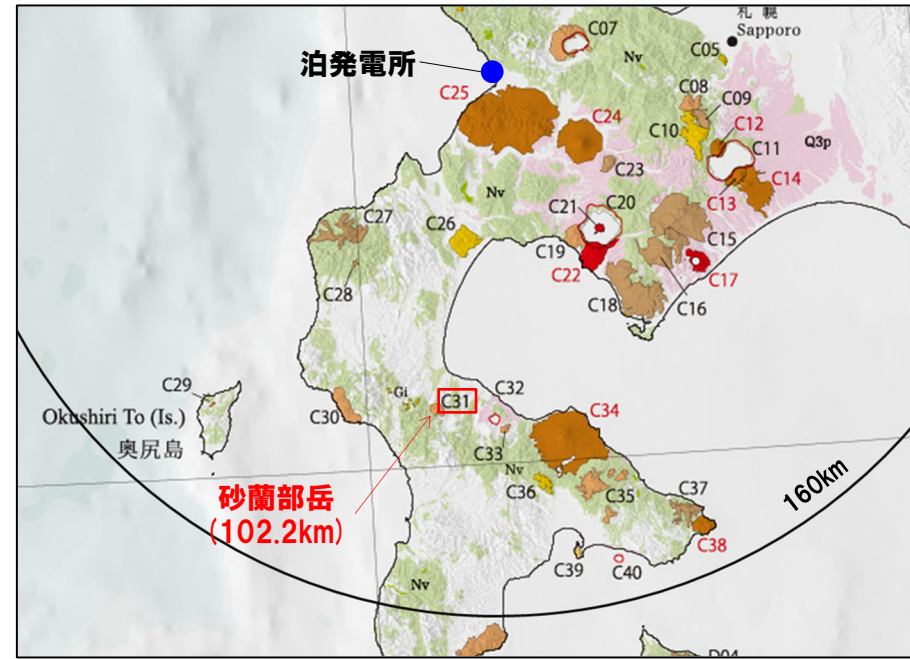 札幌
Sapporo
C07
Nv
C05
泊発電所
C25
C24
C08
C09
C10
C12
C11
Q3p
C23
C14
C13
Nv
C21
C20
C27
C26
C19
C15
C22
C17
C28
C18
C16
C29
Gi
C31
C32
Okushiri To (Is.)
奥尻島
C30
C34
C33
Nv
砂蘭部岳
(102.2km)
C36
C35
C37
160km
C38
C39
C40
Nv
D04